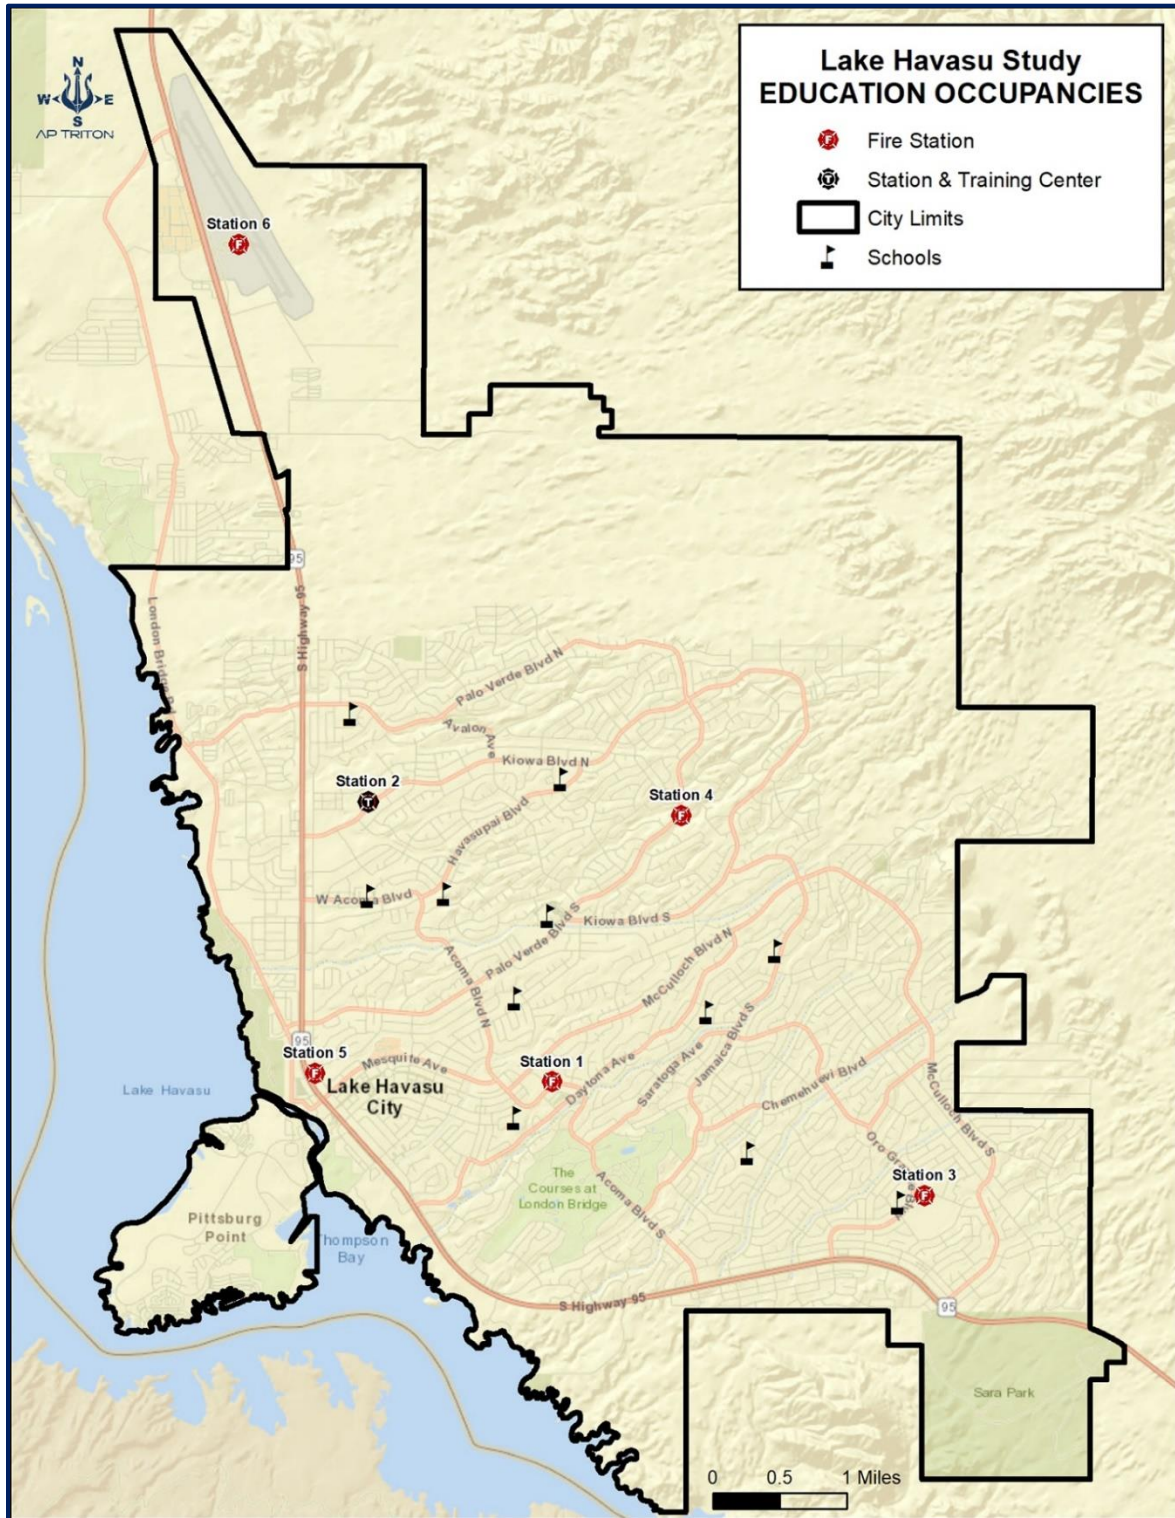 N
W E
S
AP TRITON
Lake Havasu Study
EDUCATION OCCUPANCIES
F Fire Station
T Station & Training Center
City Limits
Schools
Station 6
F
95
London Bridge Rd
S Highway 95
Palo Verde Blvd N
Avalon Ave
Kiowa Blvd N
Station 2
T
Station 4
F
Havasupai Blvd
W Acoma Blvd
Kiowa Blvd S
Palo Verde Blvd S
Acoma Blvd N
McCulloch Blvd N
95
Station 5
F
Mesquite Ave
Station 1
F
Daytona Ave
Saratoga Ave
Jamaica Blvd S
Chemehuevi Blvd
McCulloch Blvd S
Lake Havasu
Lake Havasu
City
Oro Grande
Station 3
F
The
Courses at
London Bridge
Acoma Blvd S
Pittsburg
Point
Thompson
Bay
S Highway 95
95
Sara Park
0 0.5 1 Miles